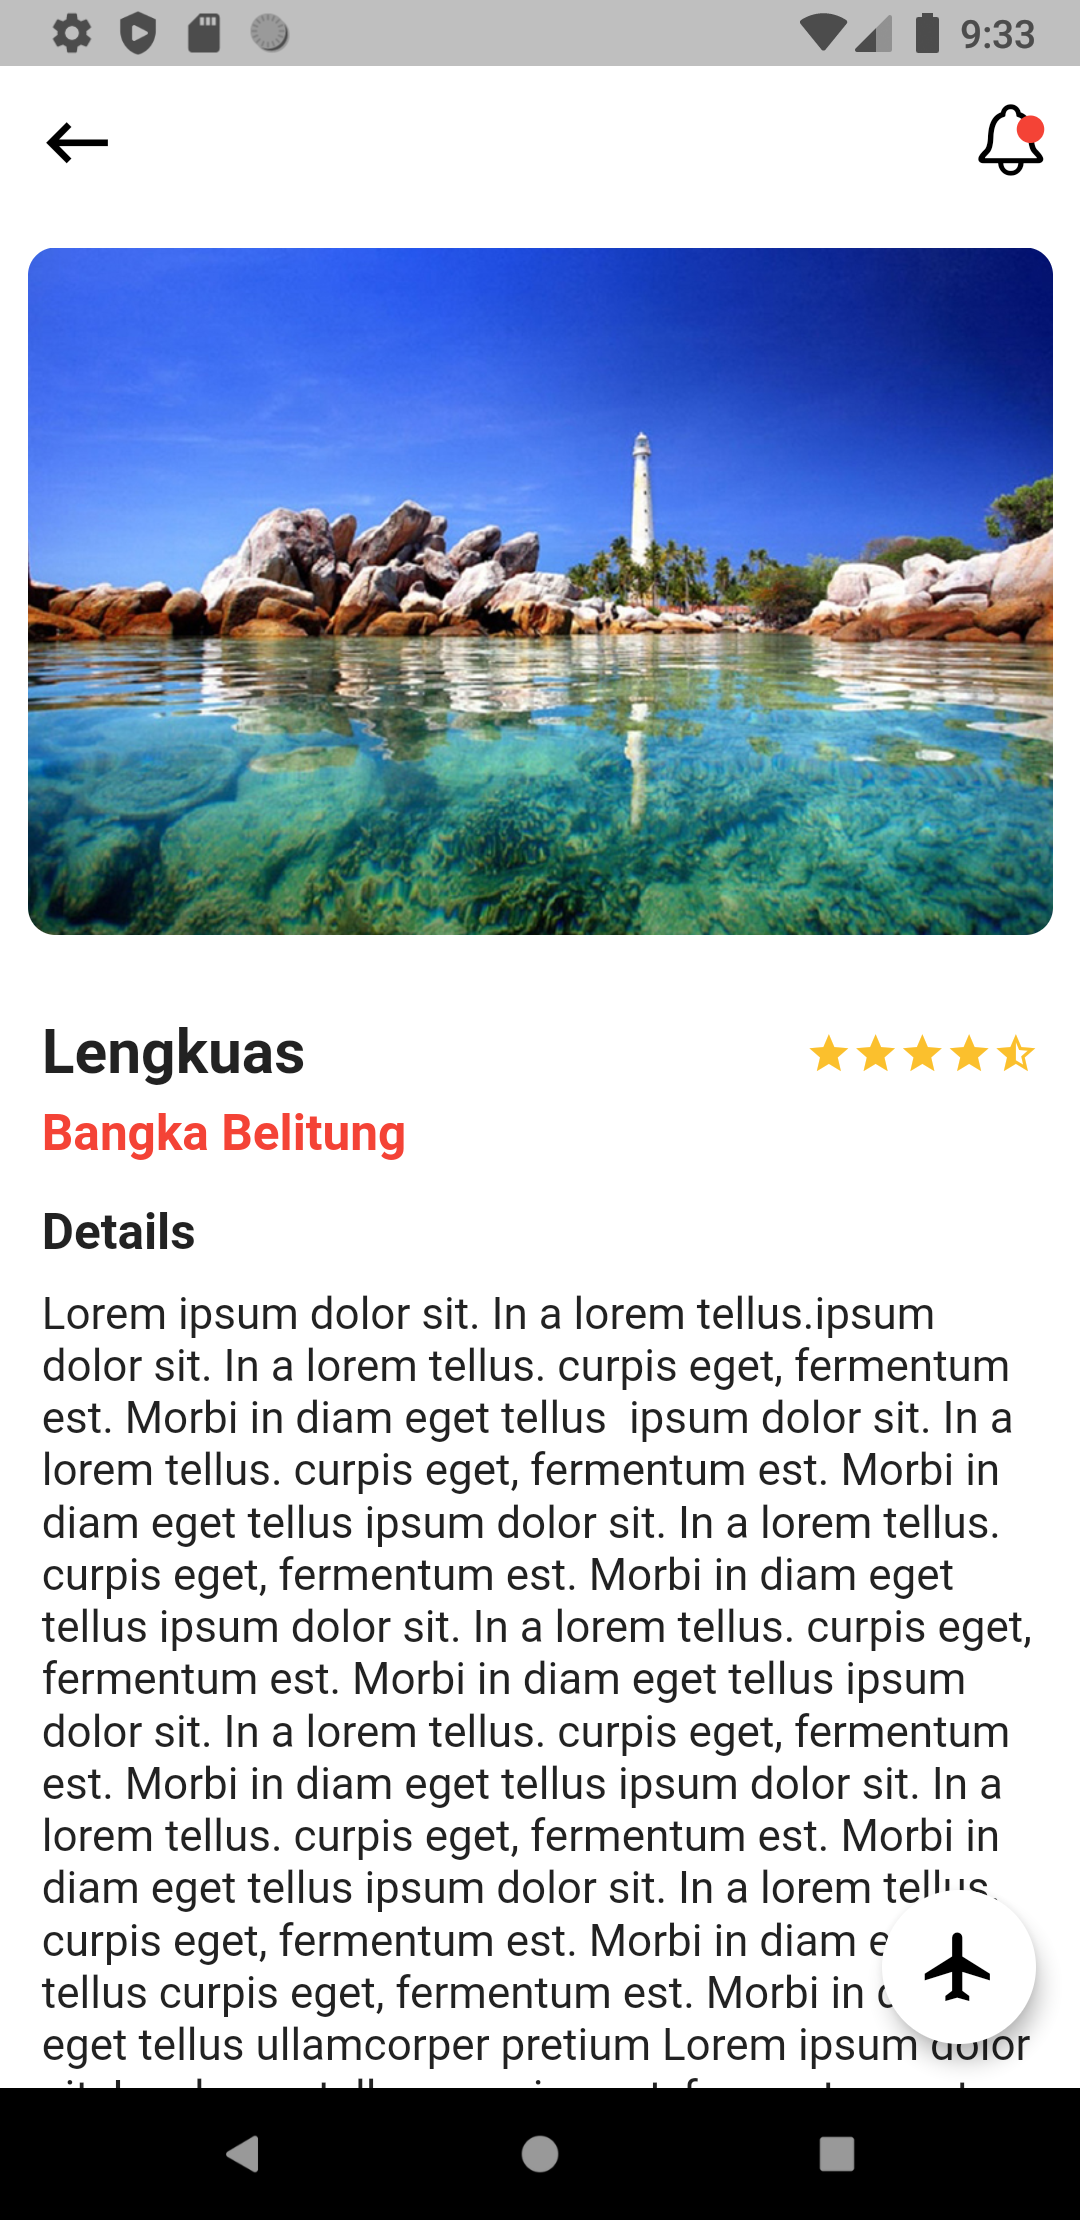 9:33
Lengkuas
Bangka Belitung
Details
Lorem ipsum dolor sit. In a lorem tellus.ipsum
dolor sit. In a lorem tellus. curpis eget, fermentum
est. Morbi in diam eget tellus  ipsum dolor sit. In a
lorem tellus. curpis eget, fermentum est. Morbi in
diam eget tellus ipsum dolor sit. In a lorem tellus.
curpis eget, fermentum est. Morbi in diam eget
tellus ipsum dolor sit. In a lorem tellus. curpis eget,
fermentum est. Morbi in diam eget tellus ipsum
dolor sit. In a lorem tellus. curpis eget, fermentum
est. Morbi in diam eget tellus ipsum dolor sit. In a
lorem tellus. curpis eget, fermentum est. Morbi in
diam eget tellus ipsum dolor sit. In a lorem tellus.
curpis eget, fermentum est. Morbi in diam
tellus curpis eget, fermentum est. Morbi in
eget tellus ullamcorper pretium Lorem ipsum dolor